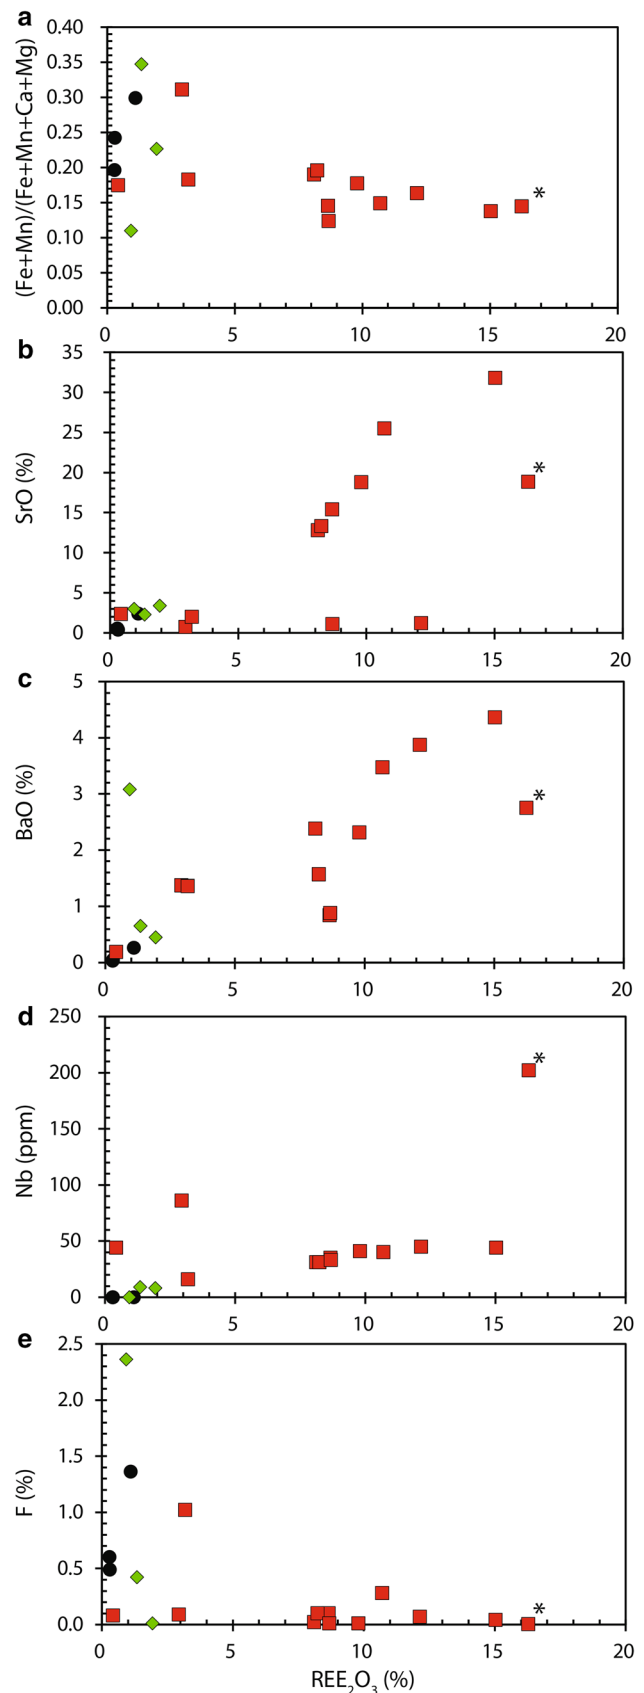 a
(Fe+Mn)/(Fe+Mn+Ca+Mg)
0.40
0.35
0.30
0.25
0.20
0.15
0.10
0.05
0.00
*
0 5 10 15 20
b
SrO (%)
35
30
25
20
15
10
5
0
*
0 5 10 15 20
c
BaO (%)
5
4
3
2
1
0
*
0 5 10 15 20
d
Nb (ppm)
250
200
150
100
50
0
*
0 5 10 15 20
e
F (%)
2.5
2.0
1.5
1.0
0.5
0.0
*
0 5 10 15 20
REE₂O₃ (%)